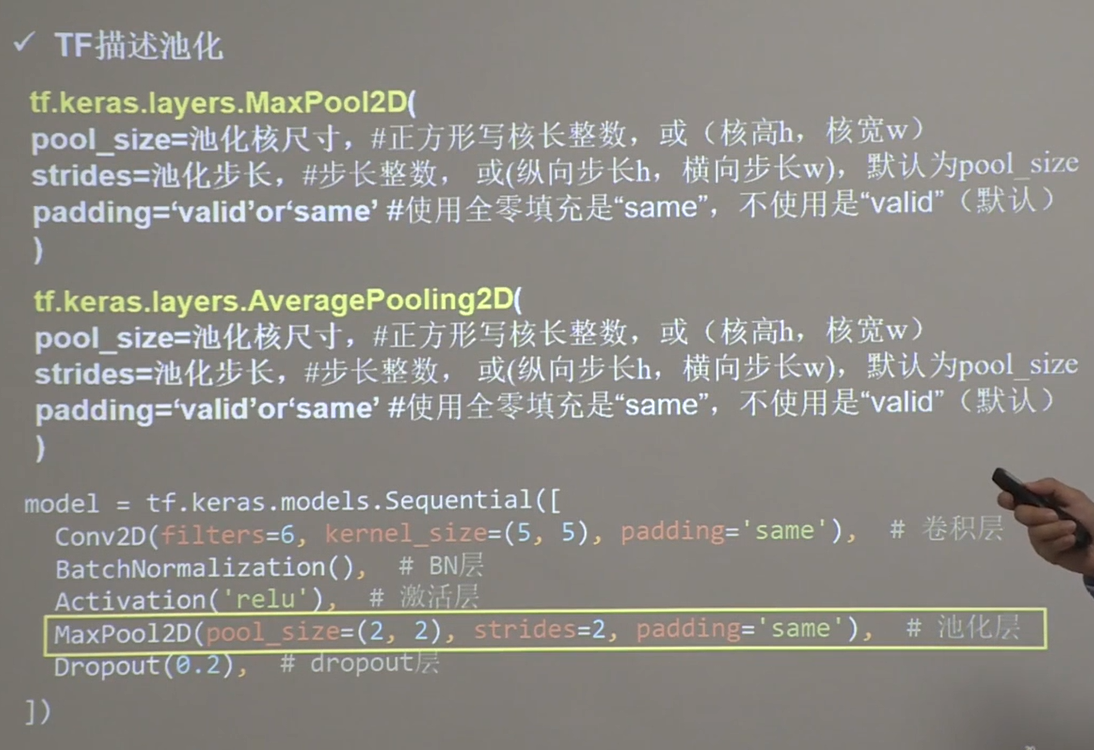 ✓ TF描述池化
tf.keras.layers.MaxPool2D(
pool_size=池化核尺寸，#正方形写核长整数，或（核高h，核宽w）
strides=池化步长，#步长整数， 或(纵向步长h，横向步长w)，默认为pool_size
padding=‘valid’or‘same’ #使用全零填充是“same”，不使用是“valid”（默认）
)
tf.keras.layers.AveragePooling2D(
pool_size=池化核尺寸，#正方形写核长整数，或（核高h，核宽w）
strides=池化步长，#步长整数， 或(纵向步长h，横向步长w)，默认为pool_size
padding=‘valid’or‘same’ #使用全零填充是“same”，不使用是“valid”（默认）
)
model = tf.keras.models.Sequential([
Conv2D(filters=6, kernel_size=(5, 5), padding='same'), # 卷积层
BatchNormalization(), # BN层
Activation('relu'), # 激活层
MaxPool2D(pool_size=(2, 2), strides=2, padding='same'), # 池化层
Dropout(0.2), # dropout层
])